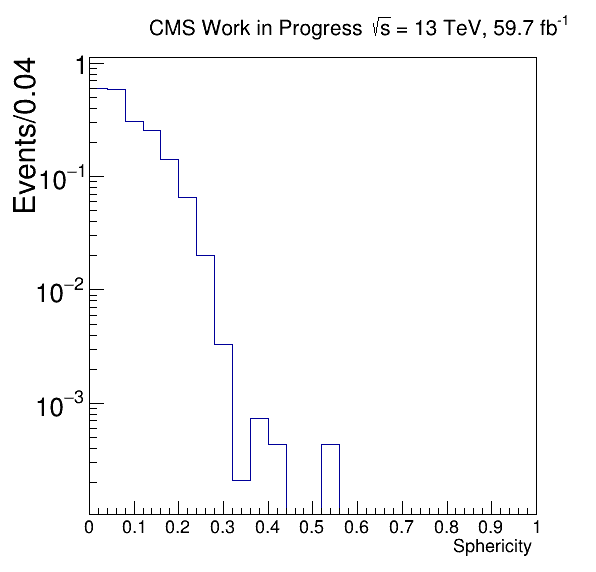 CMS Work in Progress √s = 13 TeV, 59.7 fb⁻¹
Events/0.04
1
10⁻¹
10⁻²
10⁻³
0 0.1 0.2 0.3 0.4 0.5 0.6 0.7 0.8 0.9 1
Sphericity